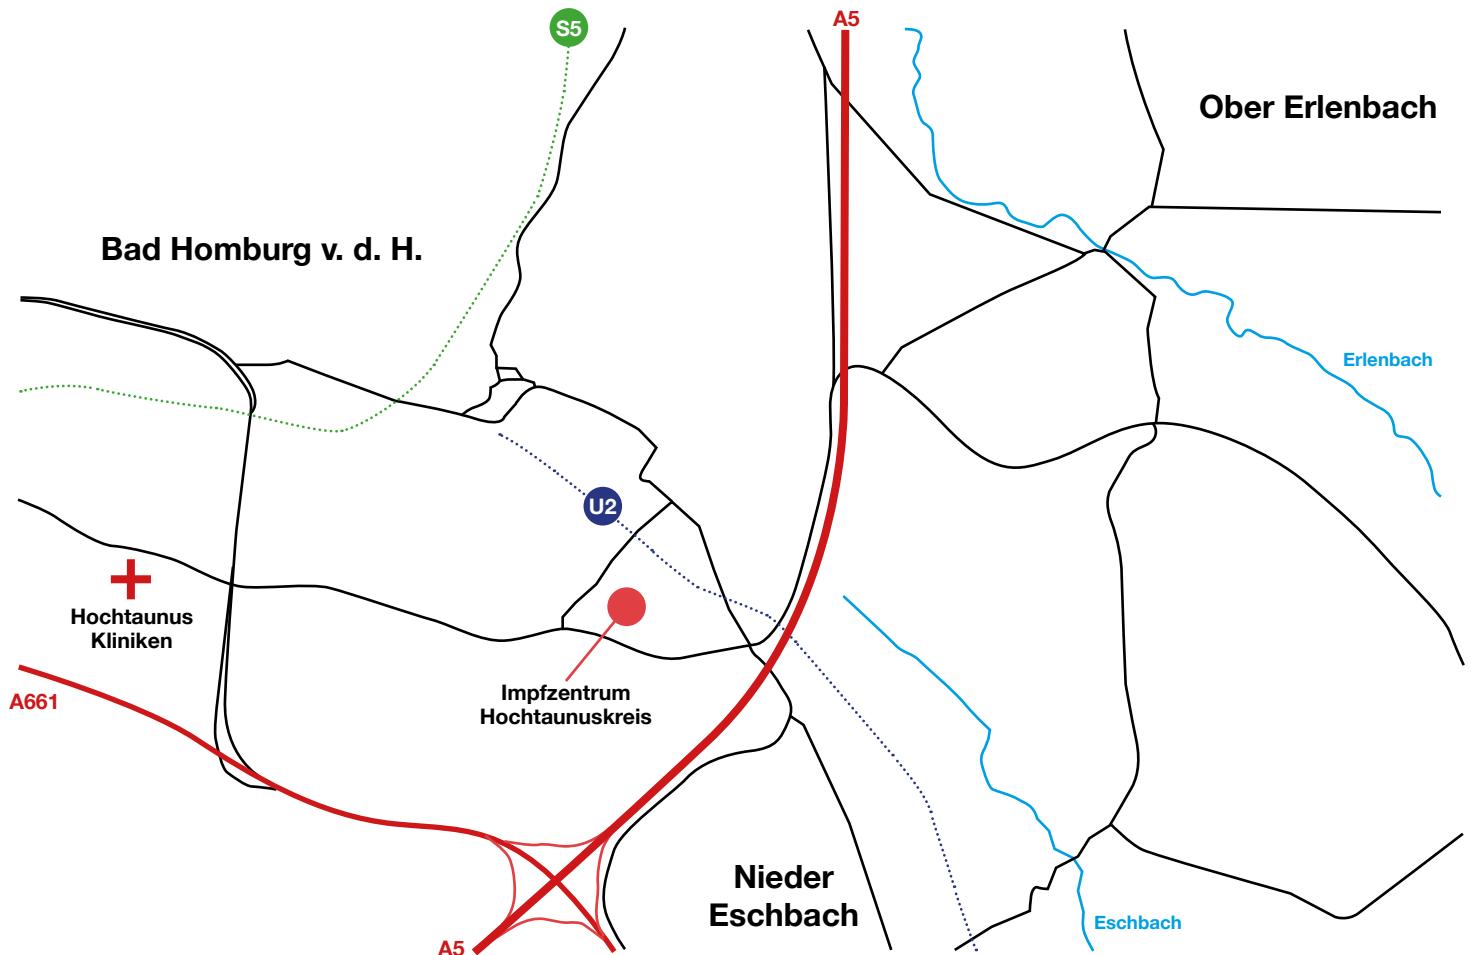 A5
S5
Ober Erlenbach
Bad Homburg v. d. H.
Erlenbach
U2
Hochtaunus
Kliniken
A661
Impfzentrum
Hochtaunuskreis
Nieder
Eschbach
Eschbach
A5